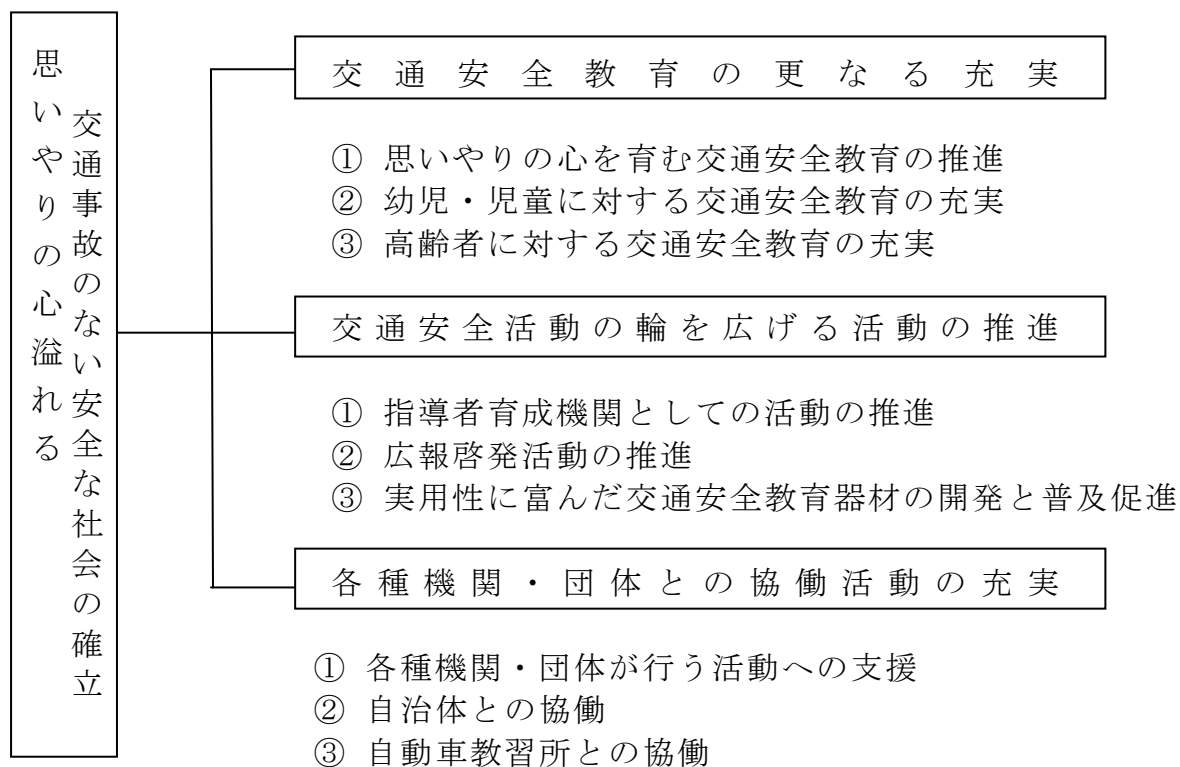 思いやりの心溢れる
交通事故のない安全な社会の確立
交通安全教育の更なる充実
① 思いやりの心を育む交通安全教育の推進
② 幼児・児童に対する交通安全教育の充実
③ 高齢者に対する交通安全教育の充実
交通安全活動の輪を広げる活動の推進
① 指導者育成機関としての活動の推進
② 広報啓発活動の推進
③ 実用性に富んだ交通安全教育器材の開発と普及促進
各種機関・団体との協働活動の充実
① 各種機関・団体が行う活動への支援
② 自治体との協働
③ 自動車教習所との協働